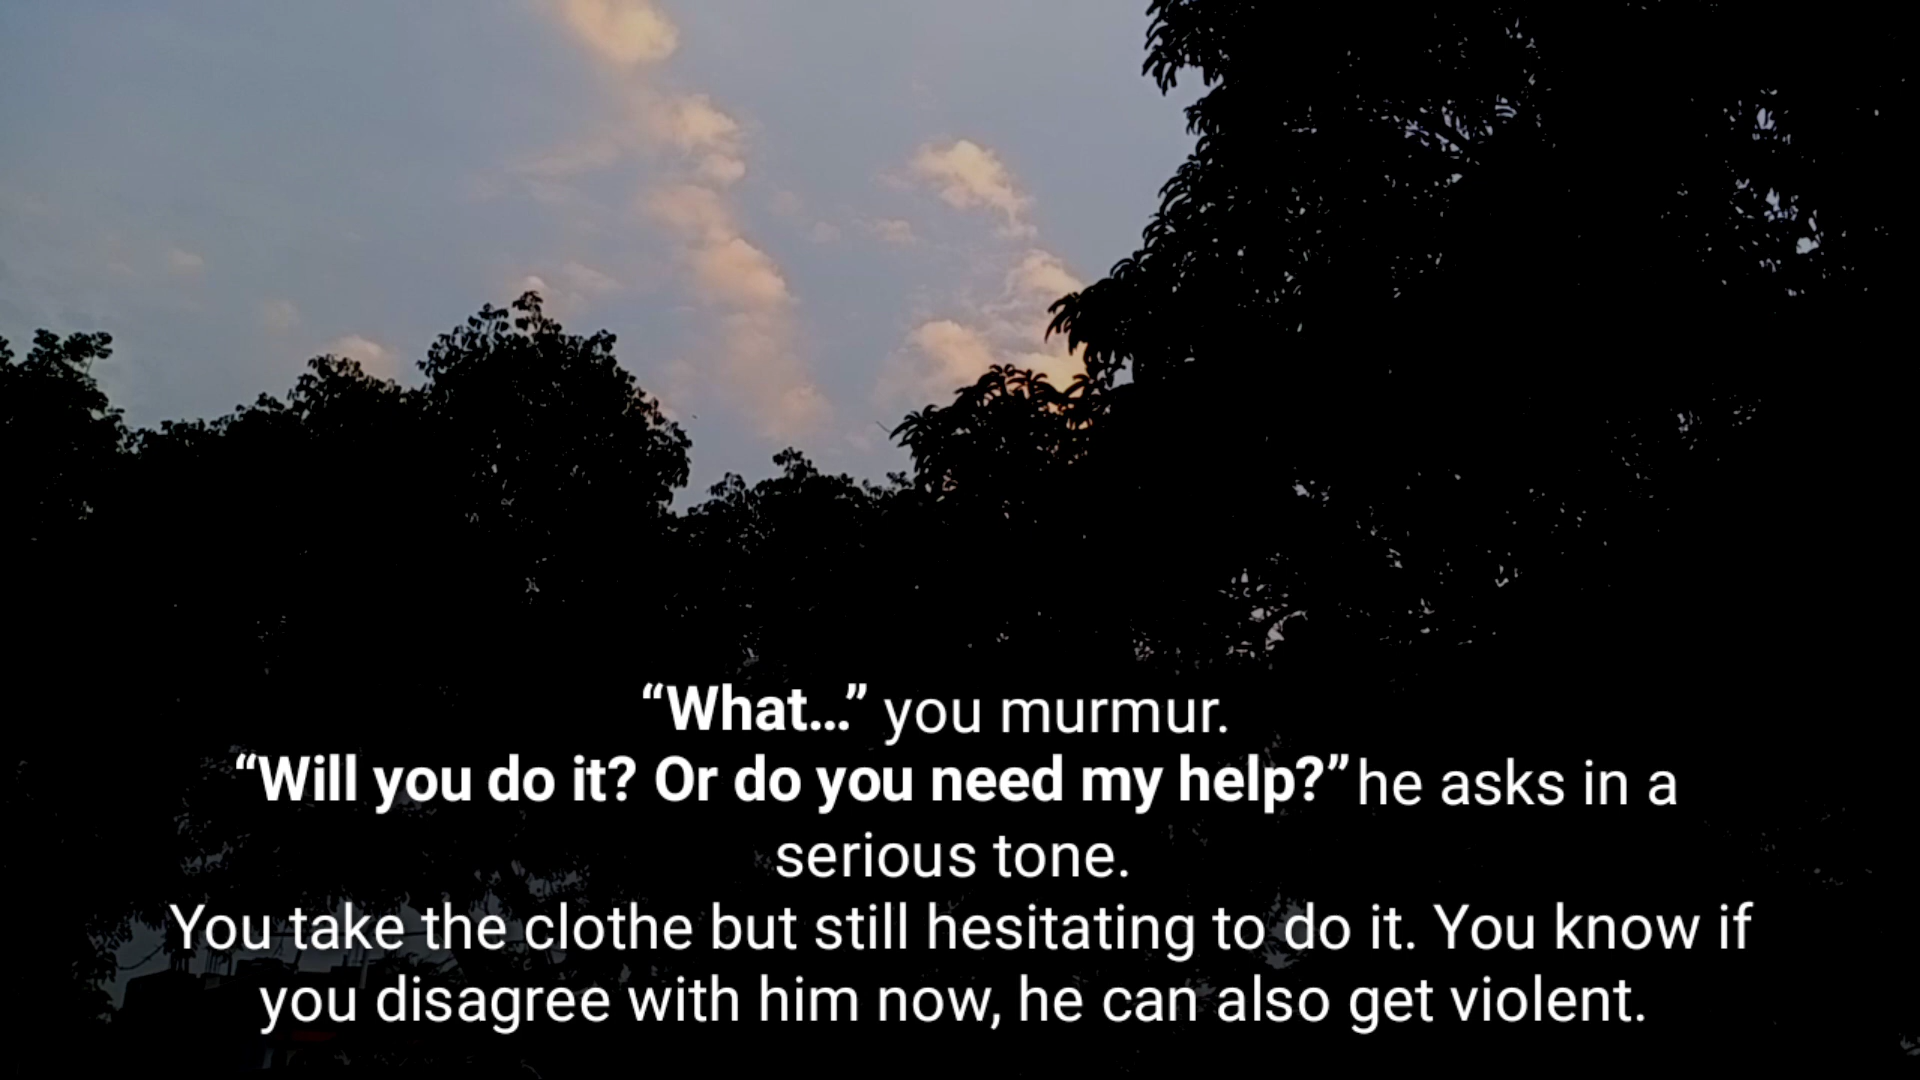 “What...” you murmur.
“Will you do it? Or do you need my help?” he asks in a
serious tone.
You take the clothe but still hesitating to do it. You know if
you disagree with him now, he can also get violent.